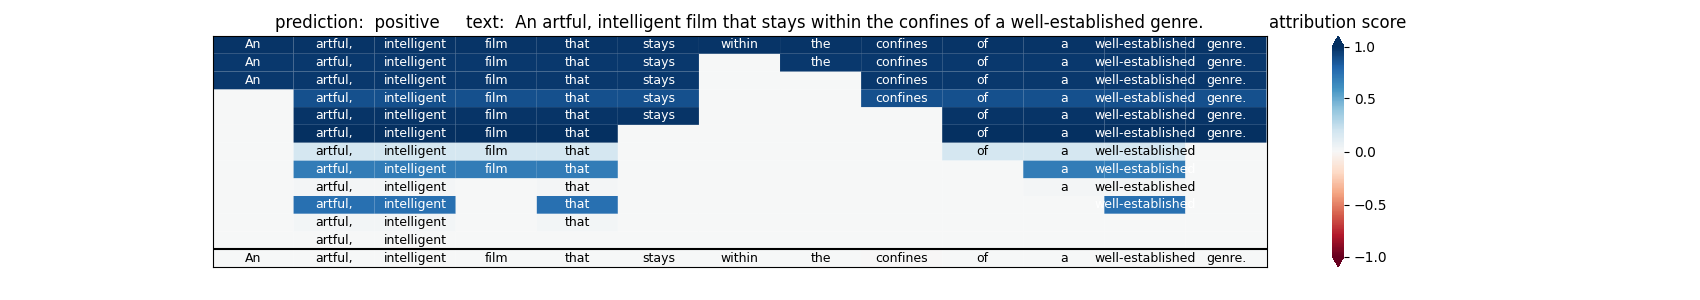 prediction:  positive     text:  An artful, intelligent film that stays within the confines of a well-established genre.     attribution score
An artful, intelligent film that stays within the confines of a well-established genre.
An artful, intelligent film that stays the confines of a well-established genre.
An artful, intelligent film that stays confines of a well-established genre.
artful, intelligent film that stays confines of a well-established genre.
artful, intelligent film that stays of a well-established genre.
artful, intelligent film that of a well-established genre.
artful, intelligent film that of a well-established
artful, intelligent film that a well-established
artful, intelligent that a well-established
artful, intelligent that well-established
artful, intelligent that
artful, intelligent
An artful, intelligent film that stays within the confines of a well-established genre.
1.0
0.5
0.0
−0.5
−1.0